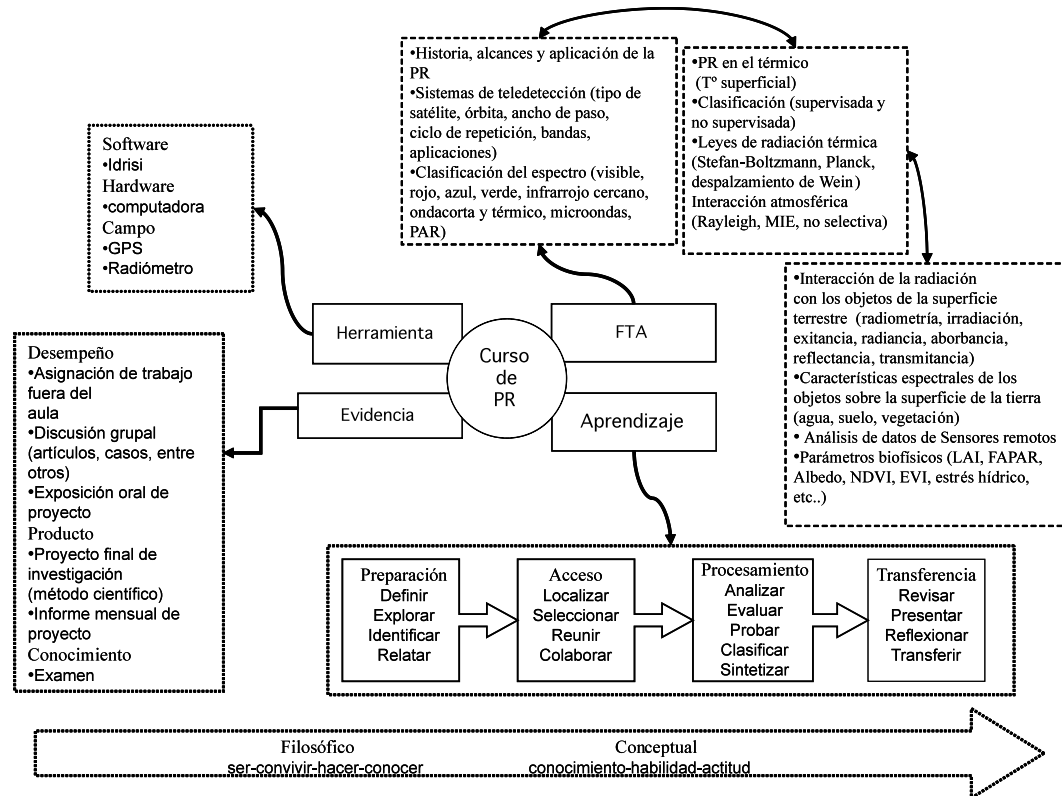 •Historia, alcances y aplicación de la
PR
•Sistemas de teledetección (tipo de
satélite, órbita, ancho de paso,
ciclo de repetición, bandas,
aplicaciones)
•Clasificación del espectro (visible,
rojo, azul, verde, infrarrojo cercano,
ondacorta y térmico, microondas,
PAR)
•PR en el térmico
(Tº superficial)
•Clasificación (supervisada y
no supervisada)
•Leyes de radiación térmica
(Stefan-Boltzmann, Planck,
despalzamiento de Wein)
Interacción atmosférica
(Rayleigh, MIE, no selectiva)
•Interacción de la radiación
con los objetos de la superficie
terrestre (radiometría, irradiación,
exitancia, radiancia, aborbancia,
reflectancia, transmitancia)
•Características espectrales de los
objetos sobre la superficie de la tierra
(agua, suelo, vegetación)
• Análisis de datos de Sensores remotos
•Parámetros biofísicos (LAI, FAPAR,
Albedo, NDVI, EVI, estrés hídrico,
etc..)
Software
•Idrisi
Hardware
•computadora
Campo
•GPS
•Radiómetro
Herramienta
FTA
Curso
de
PR
Evidencia
Aprendizaje
Desempeño
•Asignación de trabajo
fuera del
aula
•Discusión grupal
(artículos, casos, entre
otros)
•Exposición oral de
proyecto
Producto
•Proyecto final de
investigación
(método científico)
•Informe mensual de
proyecto
Conocimiento
•Examen
Preparación
Definir
Explorar
Identificar
Relatar
Acceso
Localizar
Seleccionar
Reunir
Colaborar
Procesamiento
Analizar
Evaluar
Probar
Clasificar
Sintetizar
Transferencia
Revisar
Presentar
Reflexionar
Transferir
Filosófico
ser-convivir-hacer-conocer
Conceptual
conocimiento-habilidad-actitud